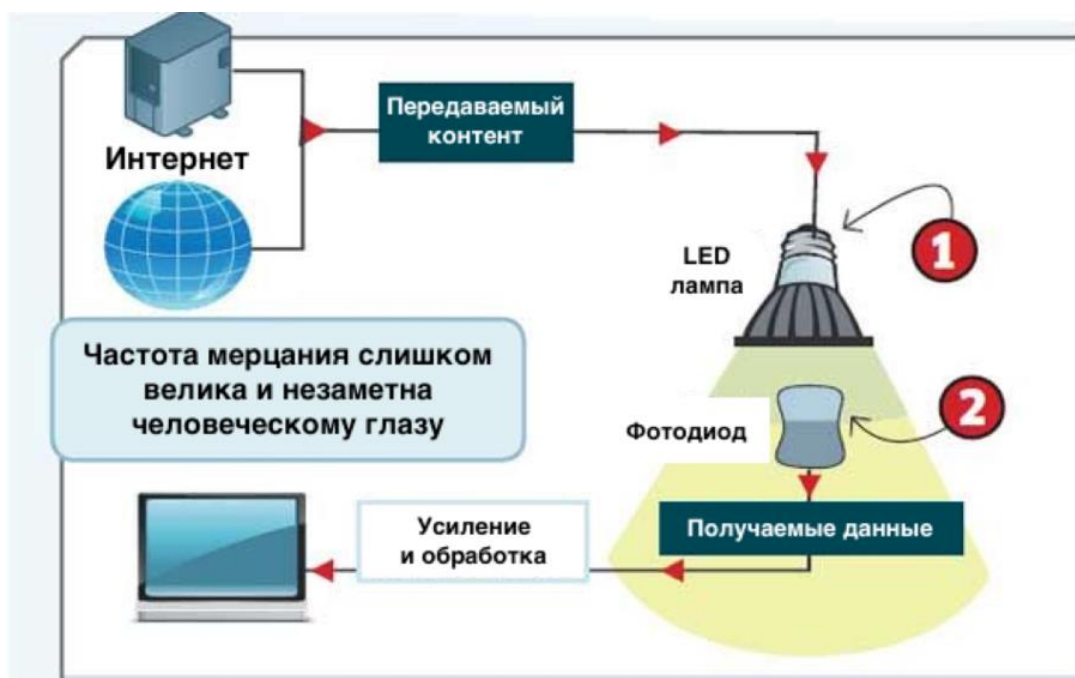 Интернет
Передаваемый
контент
1
LED
лампа
Частота мерцания слишком
велика и незаметна
человеческому глазу
2
Фотодиод
Получаемые данные
Усиление
и обработка